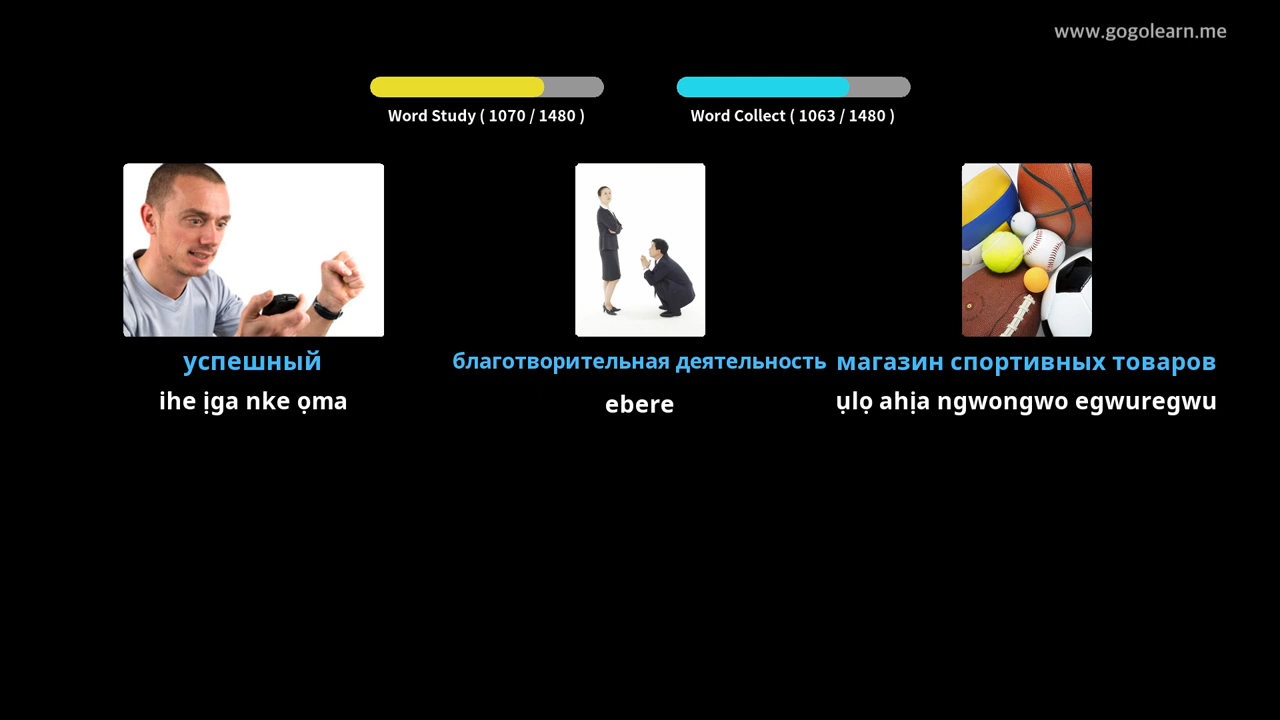 www.gogolearn.me
Word Study ( 1070 / 1480 )
Word Collect ( 1063 / 1480 )
успешный
благотворительная деятельность
магазин спортивных товаров
ihe ịga nke ọma
ebere
ụlọ ahịa ngwongwo egwuregwu